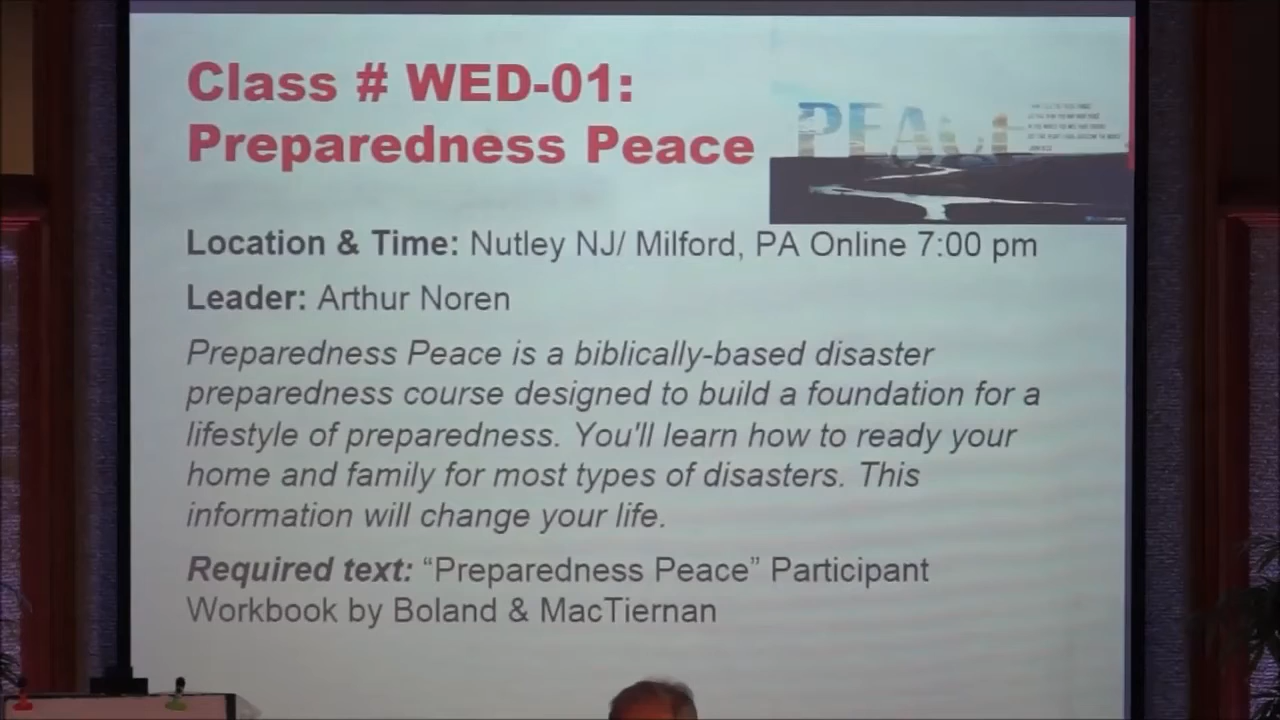 Class # WED-01:
Preparedness Peace
PEACE
Location & Time: Nutley NJ/ Milford, PA Online 7:00 pm
Leader: Arthur Noren
Preparedness Peace is a biblically-based disaster
preparedness course designed to build a foundation for a
lifestyle of preparedness. You'll learn how to ready your
home and family for most types of disasters. This
information will change your life.
Required text: “Preparedness Peace” Participant
Workbook by Boland & MacTiernan